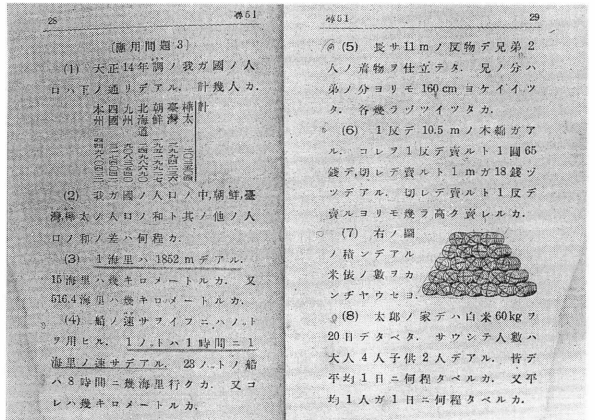 28
尋51
〔應用問題3〕
(1) 大正14年調ノ我ガ國ノ人
口ハ下ノ通リデアル. 計幾人カ.
本州
四國
九州
北海道
朝鮮
臺灣
樺太
計
(2) 我ガ國ノ人口ノ中,朝鮮,臺
灣,樺太ノ人口ノ和ト其ノ他ノ人
口ノ和ノ差ハ何程カ.
(3) 1海里ハ1852mデアル.
15海里ハ幾キロメートルカ. 又
516.4海里ハ幾キロメートルカ.
(4) 船ノ速サヲイフニハノット
ヲ用ヒル. 1ノットハ1時間ニ1
海里ノ速サデアル. 23ノットノ船
ハ8時間ニ幾海里行クカ. 又コ
レハ幾キロメートルカ.
尋51
29
(5) 長サ11mノ反物デ兄弟2
人ノ着物ヲ仕立テタ. 兄ノ分ハ
弟ノ分ヨリモ160cmヨケイイツ
タ. 各幾ラヅツイツタカ.
(6) 1反デ10.5mノ木綿ガア
ル. コレヲ1反デ賣ルト1圓65
錢デ,切レデ賣ルト1mガ18錢ヅ
ツデアル. 切レデ賣ルト1反デ
賣ルヨリモ幾ラ高ク賣レルカ.
(7) 右ノ圖
ノ積ンデアル
米俵ノ數ヲカ
ンヂヤウセヨ.
(8) 太郎ノ家デハ白米60kgヲ
20日デタベタ. サウシテ人數ハ
大人4人子供2人デアル. 皆デ
平均1日ニ何程タベルカ. 又平
均1人ガ1日ニ何程タベルカ.